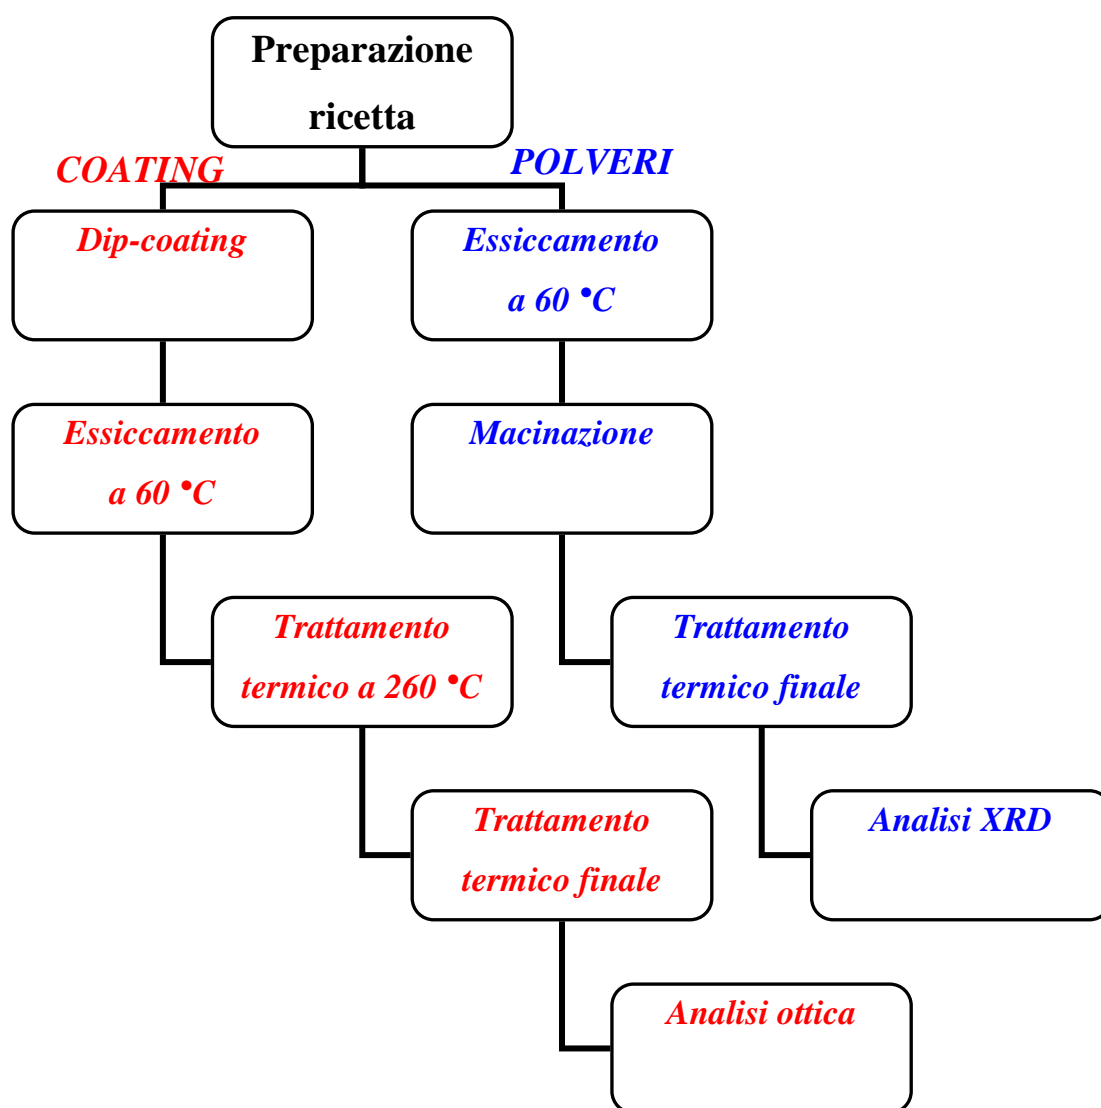 Preparazione
ricetta
COATING
POLVERI
Dip-coating
Essiccamento
a 60 °C
Essiccamento
a 60 °C
Macinazione
Trattamento
termico a 260 °C
Trattamento
termico finale
Trattamento
termico finale
Analisi XRD
Analisi ottica